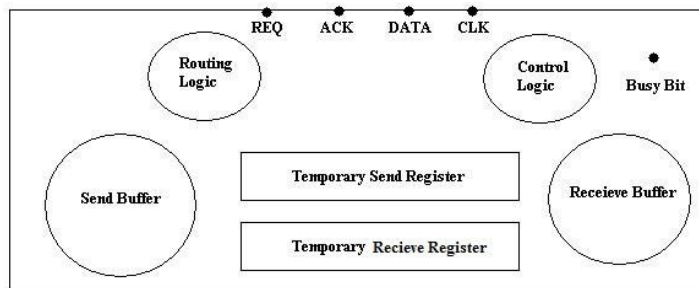 REQ ACK DATA CLK
Routing
Logic
Control
Logic
Busy Bit
Send Buffer
Temporary Send Register
Receieve Buffer
Temporary Recieve Register